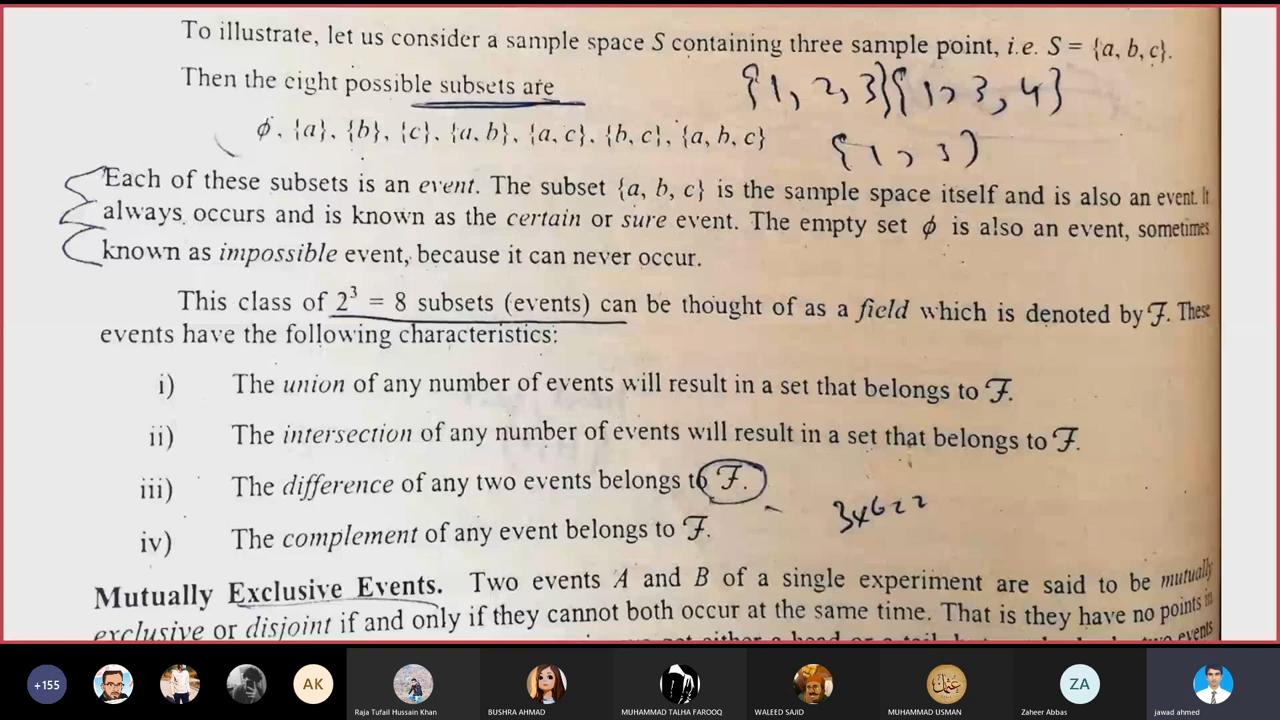 To illustrate, let us consider a sample space S containing three sample point, i.e. S = {a, b, c}.
Then the eight possible subsets are
{1, 2, 3}{1, 3, 4}
ϕ, {a}, {b}, {c}, {a, b}, {a, c}, {b, c}, {a, b, c}
{1, 3}
Each of these subsets is an event. The subset {a, b, c} is the sample space itself and is also an event. It
always occurs and is known as the certain or sure event. The empty set ϕ is also an event, sometimes
known as impossible event, because it can never occur.
This class of 2³ = 8 subsets (events) can be thought of as a field which is denoted by ℱ. These
events have the following characteristics:
i) The union of any number of events will result in a set that belongs to ℱ.
ii) The intersection of any number of events will result in a set that belongs to ℱ.
iii) The difference of any two events belongs to ℱ.
iv) The complement of any event belongs to ℱ.
Mutually Exclusive Events. Two events A and B of a single experiment are said to be mutually
exclusive or disjoint if and only if they cannot both occur at the same time. That is they have no points in
either a head or a tail, but two events
+155
AK
ZA
Raja Tufail Hussain Khan
BUSHRA AHMAD
MUHAMMAD TALHA FAROOQ
WALEED SAJID
MUHAMMAD USMAN
Zaheer Abbas
jawad ahmed